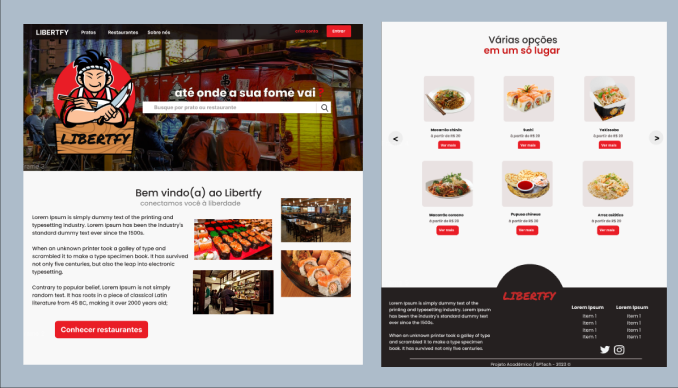 LIBERTFY
Pratos
Restaurantes
Sobre nós
criar conta
Entrar
até onde a sua fome vai
Busque por prato ou restaurante
LIBERTFY
Bem vindo(a) ao Libertfy
conectamos você à liberdade
Lorem Ipsum is simply dummy text of the printing and
typesetting industry. Lorem Ipsum has been the industry's
standard dummy text ever since the 1500s.
When an unknown printer took a galley of type and
scrambled it to make a type specimen book. It has survived
not only five centuries, but also the leap into electronic
typesetting.
Contrary to popular belief, Lorem Ipsum is not simply
random text. It has roots in a piece of classical Latin
literature from 45 BC, making it over 2000 years old;
Conhecer restaurantes
Várias opções
em um só lugar
Macarrão chinês
à partir de R$ 20
Ver mais
Sushi
à partir de R$ 20
Ver mais
Yakissoba
à partir de R$ 20
Ver mais
<
>
Macarrão coreano
à partir de R$ 20
Ver mais
Pupusa chinesa
à partir de R$ 20
Ver mais
Arroz asiático
à partir de R$ 20
Ver mais
LIBERTFY
Lorem Ipsum is simply dummy text of the
printing and typesetting industry. Lorem Ipsum
has been the industry's standard dummy text
ever since the 1500s.
When an unknown printer took a galley of type
and scrambled it to make a type specimen
book. It has survived not only five centuries.
Lorem Ipsum
Item 1
Item 1
Item 1
Item 1
Lorem Ipsum
Item 1
Item 1
Item 1
Item 1
Projeto Acadêmico / SPTech - 2023 ©